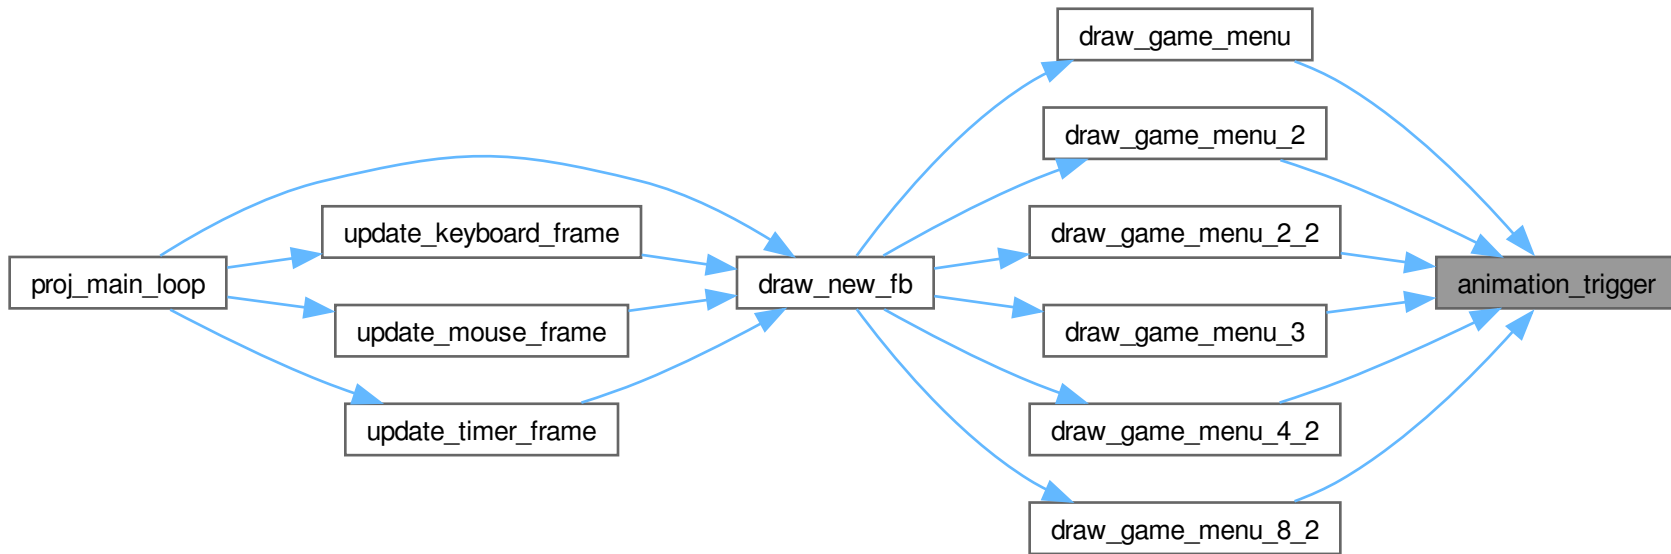 proj_main_loop
update_keyboard_frame
update_mouse_frame
update_timer_frame
draw_new_fb
draw_game_menu
draw_game_menu_2
draw_game_menu_2_2
draw_game_menu_3
draw_game_menu_4_2
draw_game_menu_8_2
animation_trigger